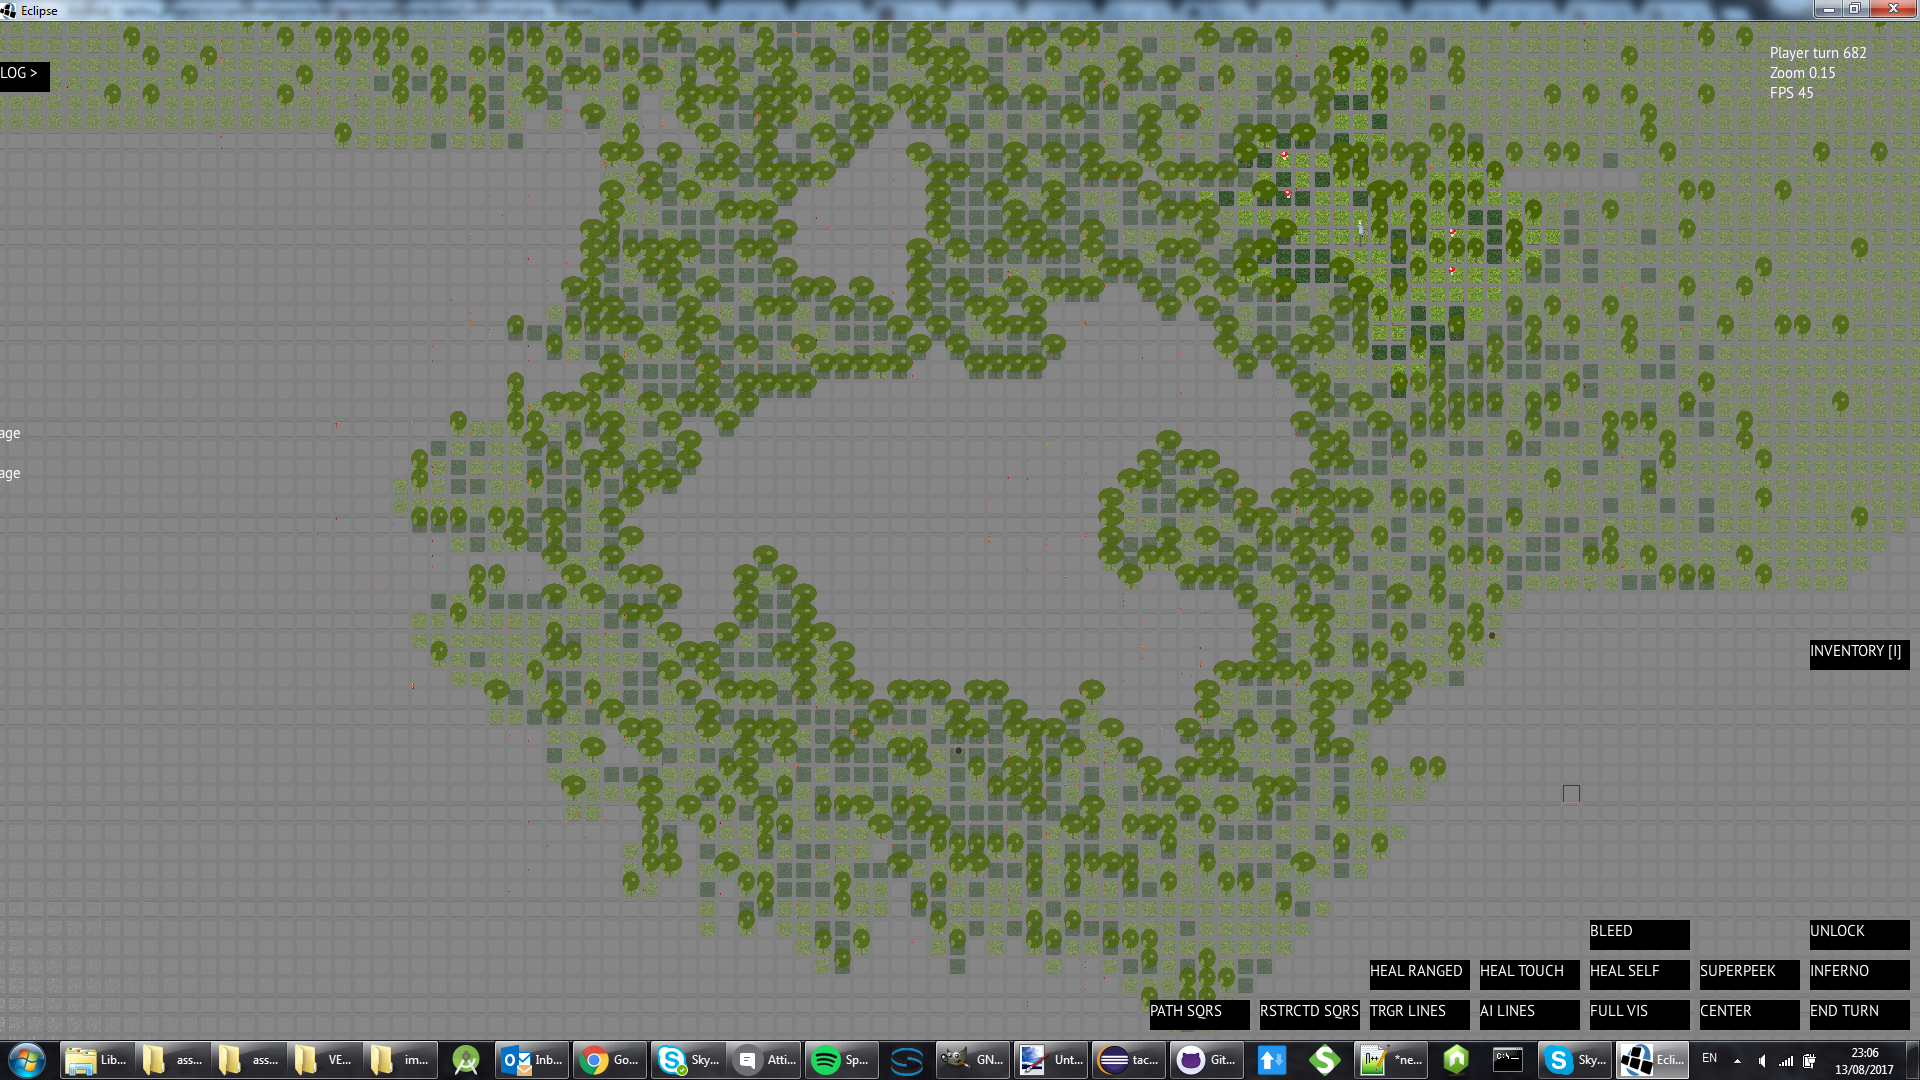 Eclipse
Player turn 682
Zoom 0.15
FPS 45
LOG >
age
age
INVENTORY [I]
BLEED
UNLOCK
HEAL RANGED
HEAL TOUCH
HEAL SELF
SUPERPEEK
INFERNO
PATH SQRS
RSTRCTD SQRS
TRGR LINES
AI LINES
FULL VIS
CENTER
END TURN
Lib...
ass...
ass...
VE...
im...
Inb...
Go...
Sky...
Atti...
Sp...
GN...
Unt...
tac...
Git...
*ne...
Sky...
Ecli...
EN
23:06
13/08/2017